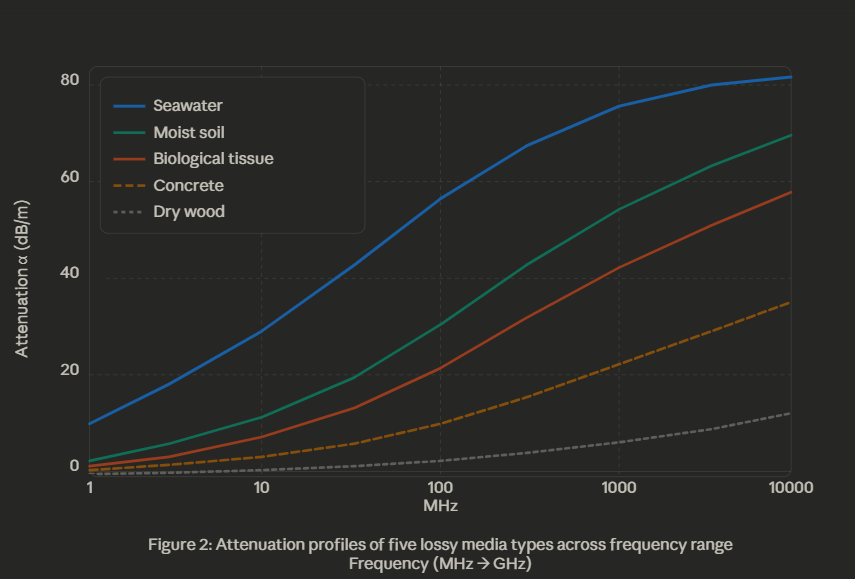 80
60
40
20
0
Attenuation α (dB/m)
Seawater
Moist soil
Biological tissue
Concrete
Dry wood
1 10 100 1000 10000
MHz
Figure 2: Attenuation profiles of five lossy media types across frequency range
Frequency (MHz → GHz)